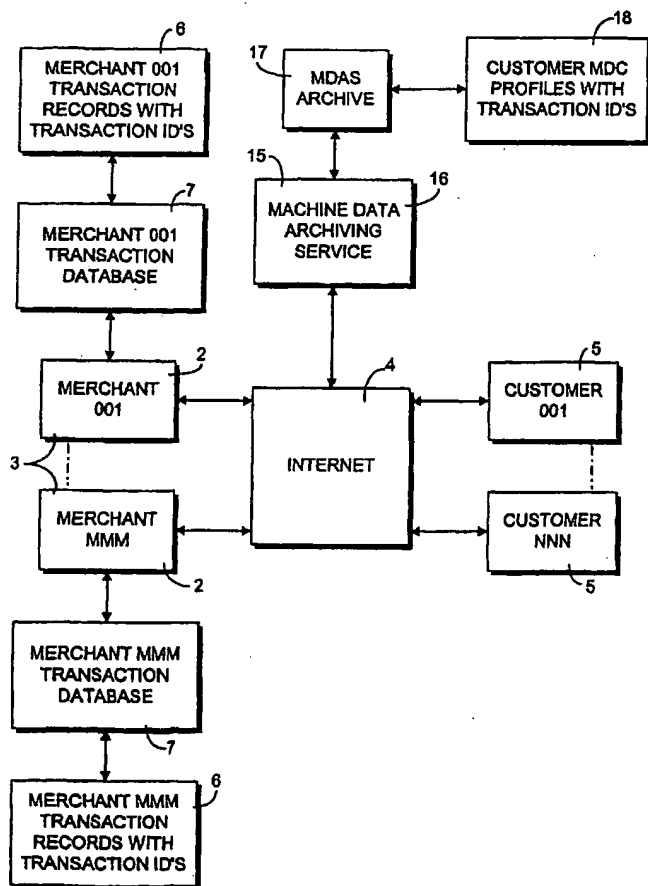 6
MERCHANT 001
TRANSACTION
RECORDS WITH
TRANSACTION ID'S
7
MERCHANT 001
TRANSACTION
DATABASE
2
MERCHANT
001
3
MERCHANT
MMM
2
MERCHANT MMM
TRANSACTION
DATABASE
7
6
MERCHANT MMM
TRANSACTION
RECORDS WITH
TRANSACTION ID'S
17
MDAS
ARCHIVE
18
CUSTOMER MDC
PROFILES WITH
TRANSACTION ID'S
15
16
MACHINE DATA
ARCHIVING
SERVICE
4
INTERNET
5
CUSTOMER
001
CUSTOMER
NNN
5